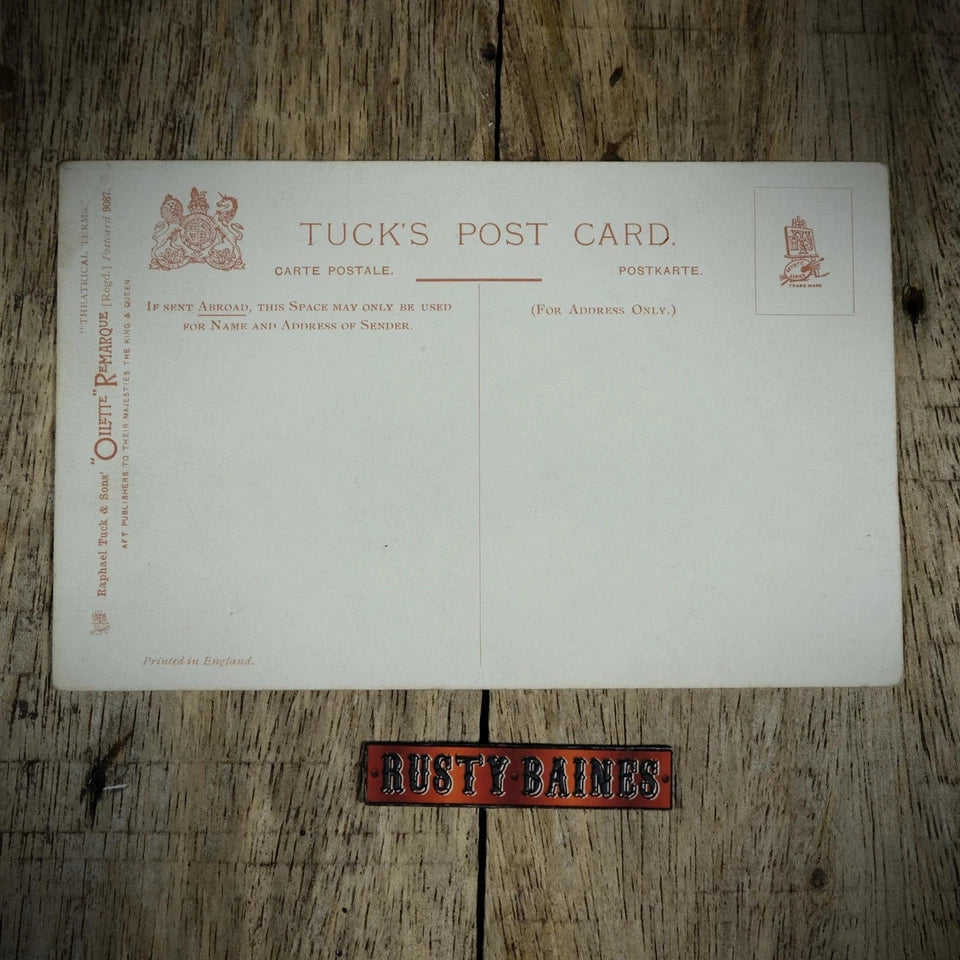 TUCK'S POST CARD.
CARTE POSTALE.
POSTKARTE.
IF SENT ABROAD, THIS SPACE MAY ONLY BE USED
FOR NAME AND ADDRESS OF SENDER.
(FOR ADDRESS ONLY.)
"THEATRICAL TERMS."
Raphael Tuck & Sons' "OILETTE" REMARQUE [Regd.] Postcard 9087.
ART PUBLISHERS TO THEIR MAJESTIES THE KING & QUEEN.
TRADE MARK
Printed in England.
RUSTY·BAINES